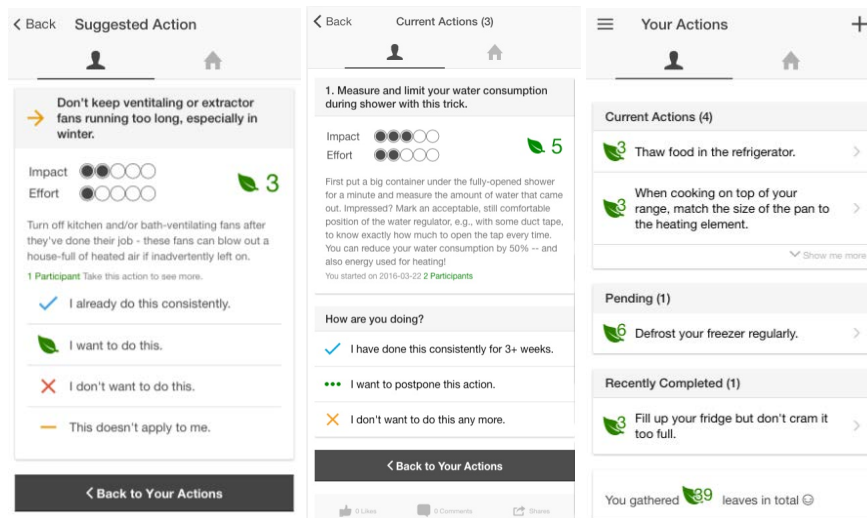 Back
Suggested Action
Don't keep ventitaling or extractor
fans running too long, especially in
winter.
Impact
Effort
3
Turn off kitchen and/or bath-ventilating fans after
they've done their job - these fans can blow out a
house-full of heated air if inadvertently left on.
1 Participant Take this action to see more.
I already do this consistently.
I want to do this.
I don't want to do this.
This doesn't apply to me.
Back to Your Actions
Back
Current Actions (3)
1. Measure and limit your water consumption
during shower with this trick.
Impact
Effort
5
First put a big container under the fully-opened shower
for a minute and measure the amount of water that came
out. Impressed? Mark an acceptable, still comfortable
position of the water regulator, e.g., with some duct tape,
to know exactly how much to open the tap every time.
You can reduce your water consumption by 50% -- and
also energy used for heating!
You started on 2016-03-22 2 Participants
How are you doing?
I have done this consistently for 3+ weeks.
I want to postpone this action.
I don't want to do this any more.
Back to Your Actions
0 Likes
0 Comments
Shares
Your Actions
Current Actions (4)
3 Thaw food in the refrigerator.
When cooking on top of your
3 range, match the size of the pan to
the heating element.
Show me more
Pending (1)
6 Defrost your freezer regularly.
Recently Completed (1)
3 Fill up your fridge but don't cram it
too full.
You gathered 39 leaves in total